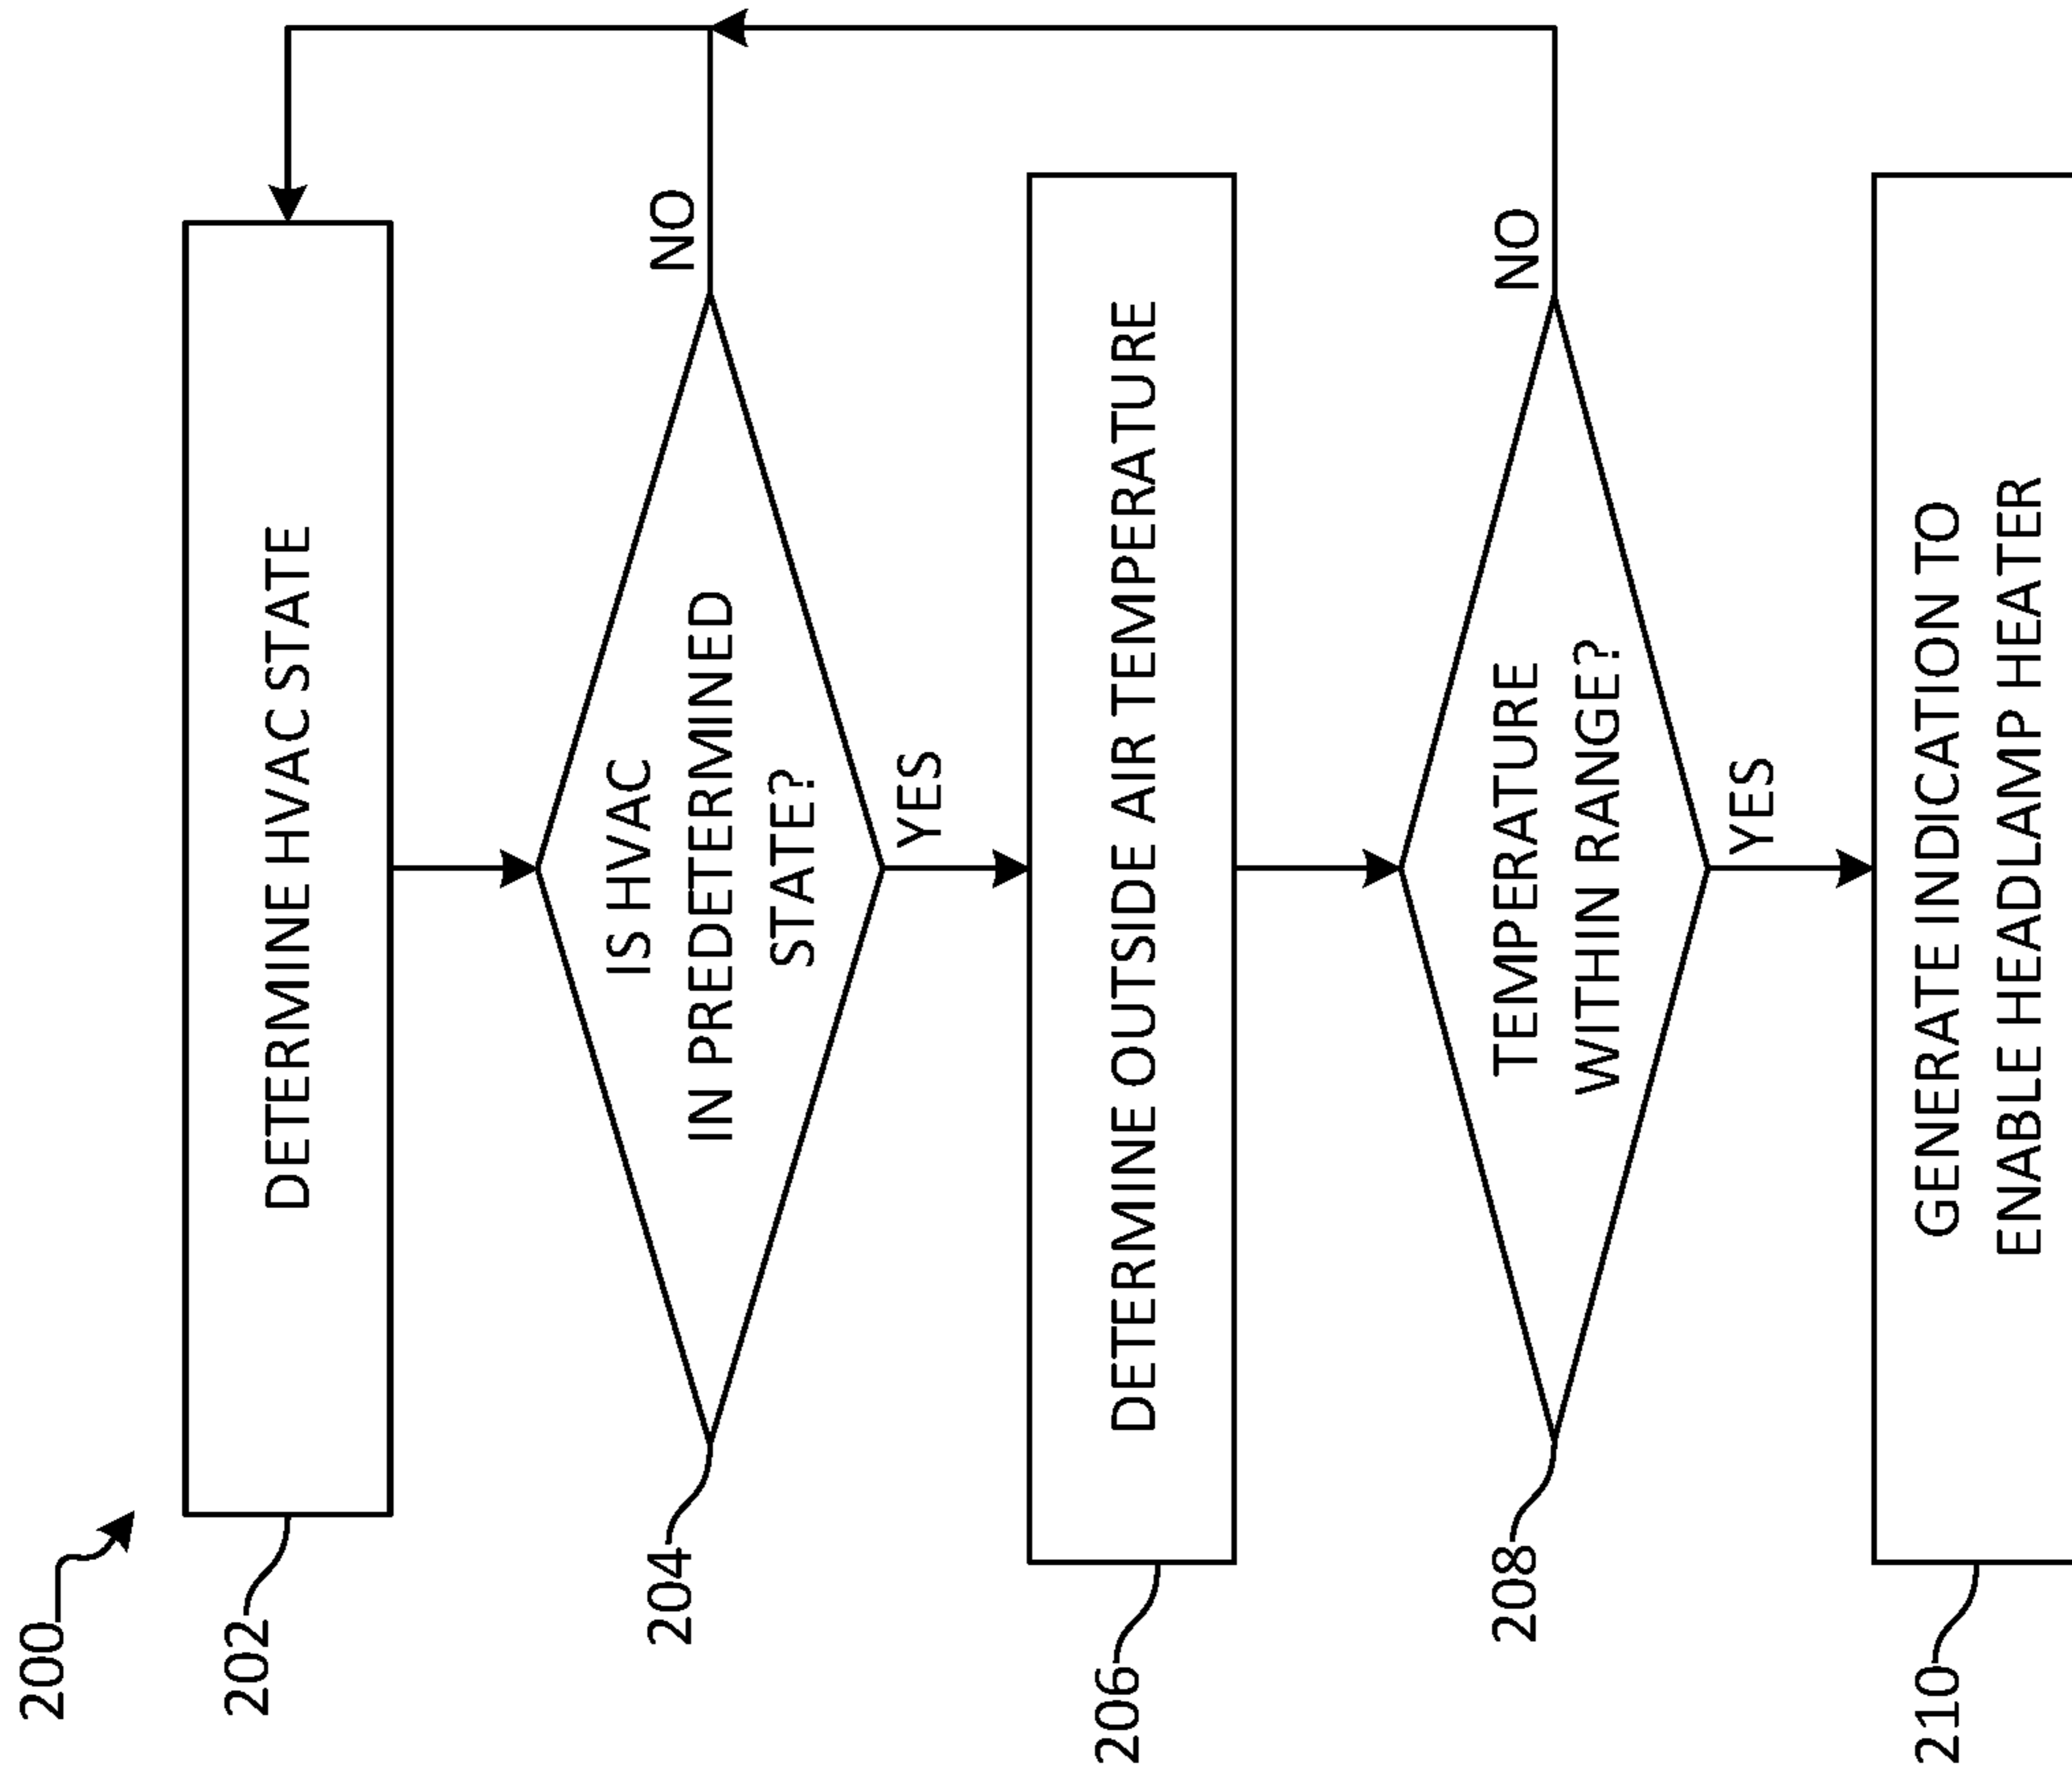 200
202
DETERMINE HVAC STATE
204
IS HVAC
IN PREDETERMINED
STATE?
NO
YES
206
DETERMINE OUTSIDE AIR TEMPERATURE
208
TEMPERATURE
WITHIN RANGE?
NO
YES
210
GENERATE INDICATION TO
ENABLE HEADLAMP HEATER